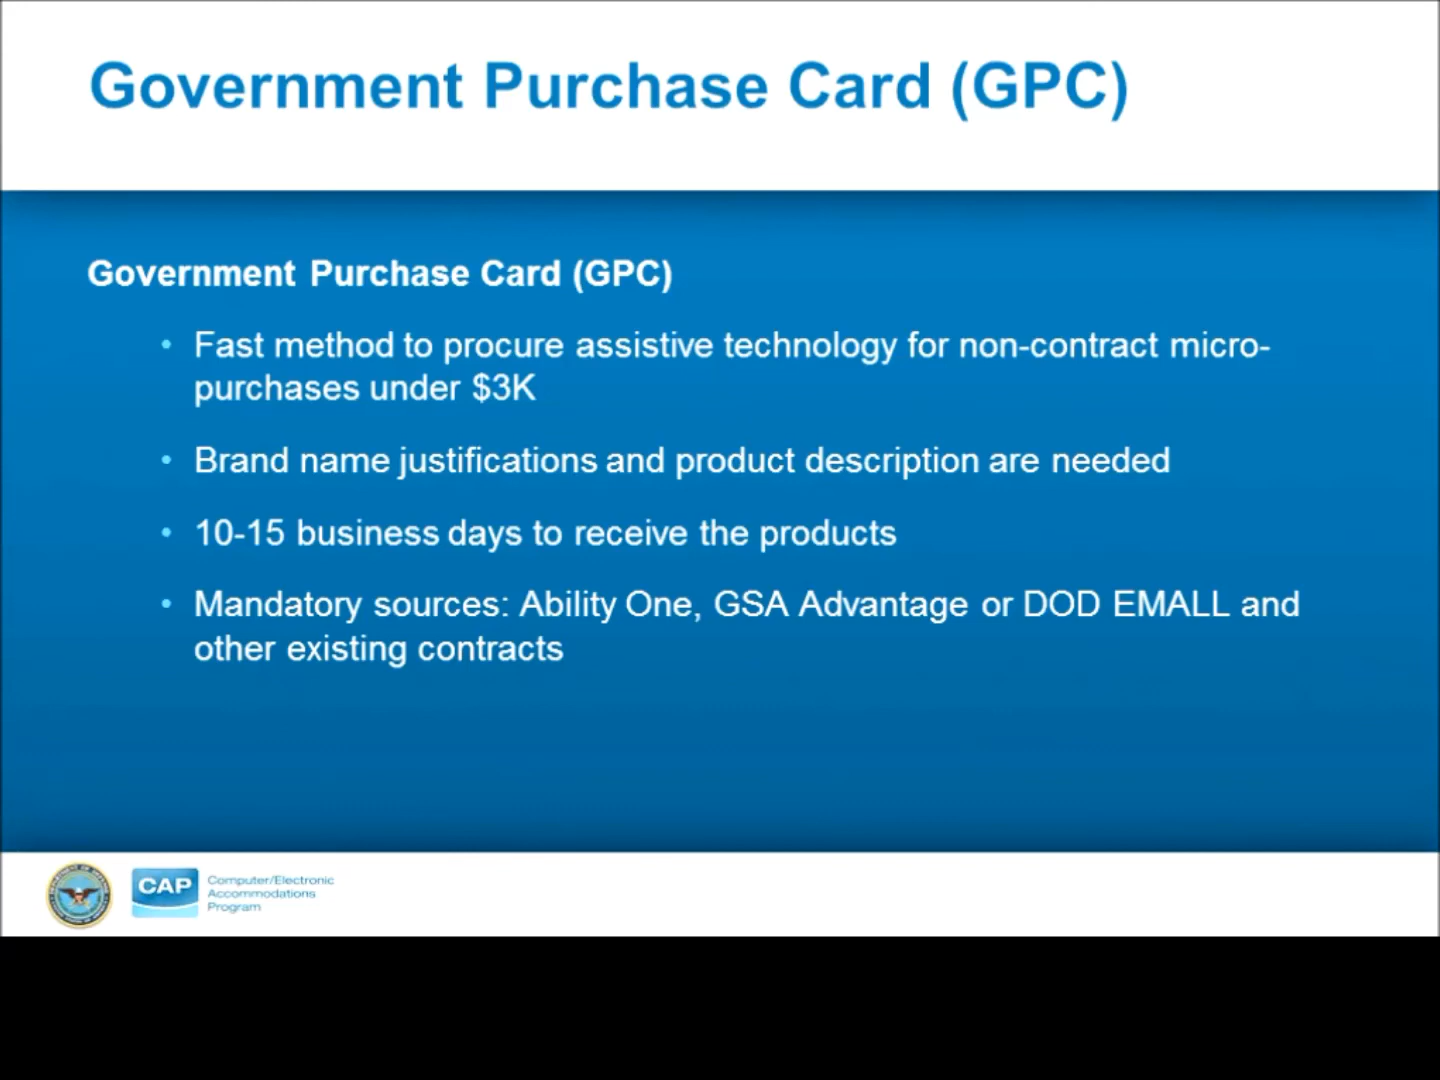 Government Purchase Card (GPC)
Government Purchase Card (GPC)
• Fast method to procure assistive technology for non-contract micro-
purchases under $3K
• Brand name justifications and product description are needed
• 10-15 business days to receive the products
• Mandatory sources: Ability One, GSA Advantage or DOD EMALL and
other existing contracts
CAP
Computer/Electronic
Accommodations
Program